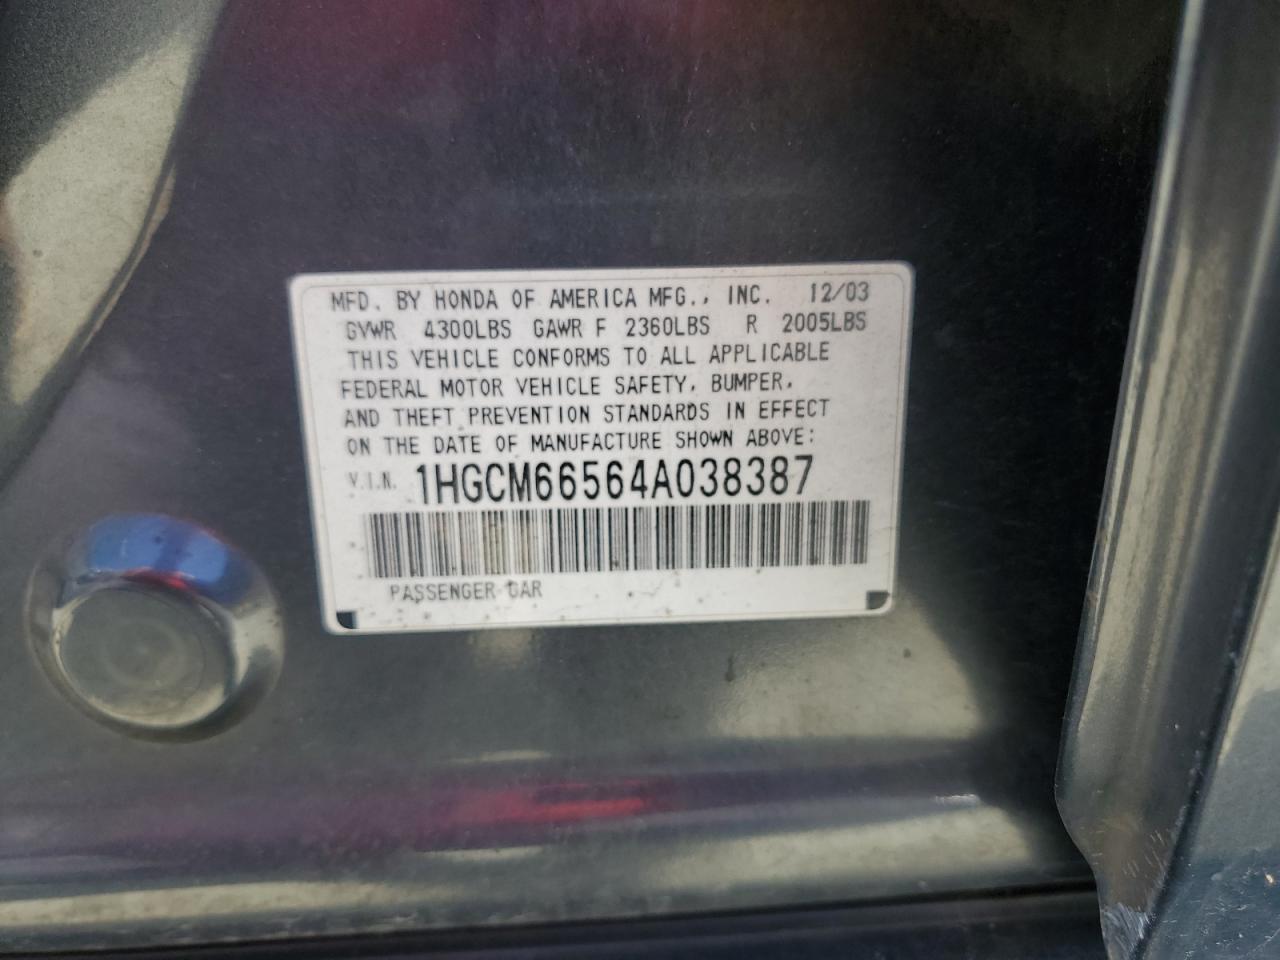 MFD. BY HONDA OF AMERICA MFG., INC. 12/03
GVWR 4300LBS GAWR F 2360LBS R 2005LBS
THIS VEHICLE CONFORMS TO ALL APPLICABLE
FEDERAL MOTOR VEHICLE SAFETY, BUMPER,
AND THEFT PREVENTION STANDARDS IN EFFECT
ON THE DATE OF MANUFACTURE SHOWN ABOVE:
V.I.N. 1HGCM66564A038387
PASSENGER CAR